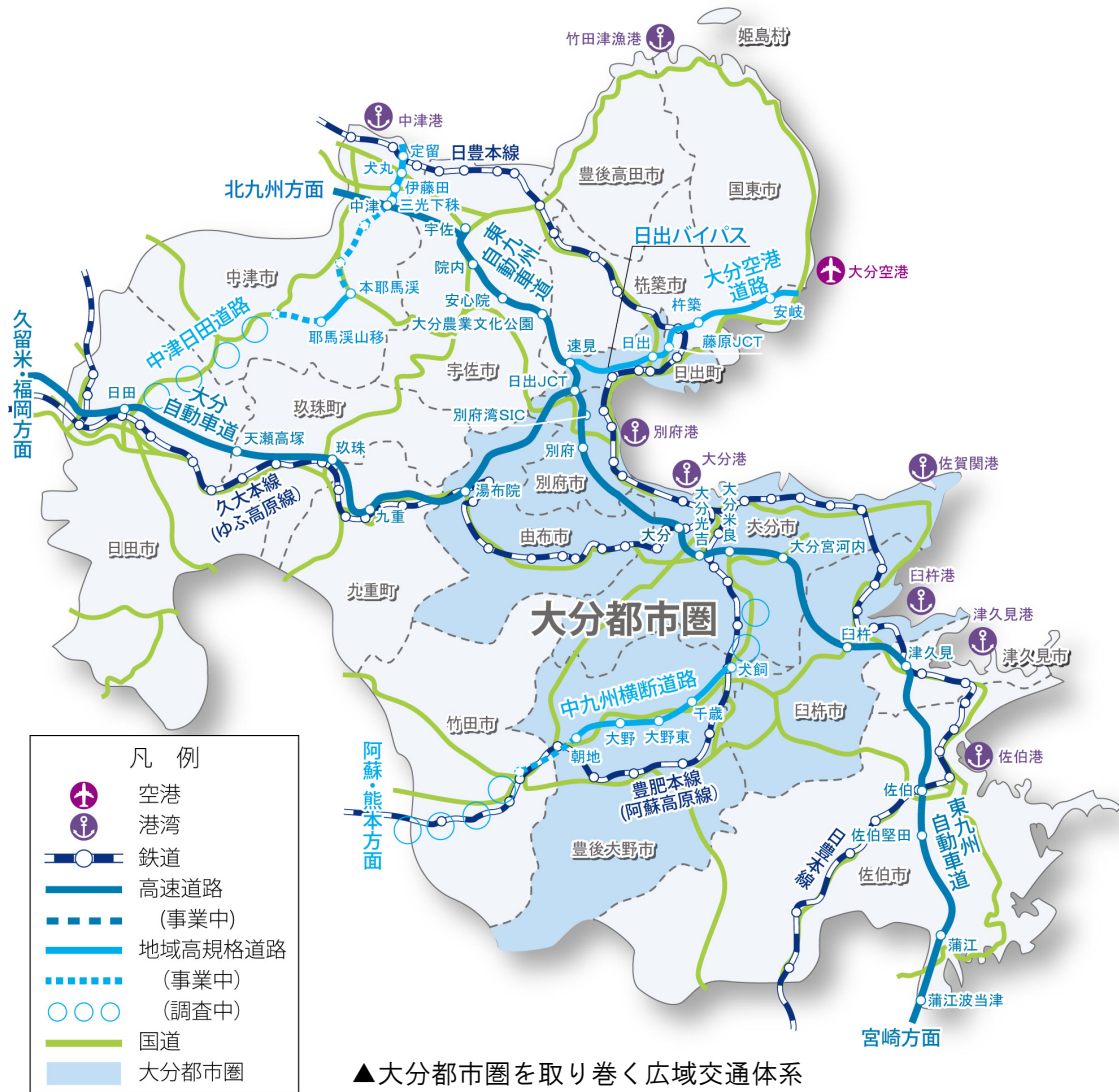 姫島村
竹田津漁港
中津港
定留
日豊本線
犬丸
伊藤田
豊後高田市
国東市
北九州方面
中津
三光下秣
宇佐
東九州
自動車道
日出バイパス
院内
大分空港
中津市
本耶馬渓
安心院
杵築市
大分空港
道路
杵築
安岐
大分農業文化公園
耶馬渓山移
中津日田道路
藤原JCT
速見
日出
日出町
久留米・福岡方面
宇佐市
日出JCT
日田
大分
自動車道
玖珠町
別府湾SIC
別府港
天瀬高塚
玖珠
別府
大分港
佐賀関港
久大本線
(ゆふ高原線)
湯布院
別府市
大分光吉
大分米良
九重
由布市
大分
大分市
大分宮河内
日田市
九重町
臼杵港
大分都市圏
津久見港
臼杵
津久見
津久見市
犬飼
中九州横断道路
千歳
臼杵市
竹田市
大野
大野東
朝地
佐伯港
阿蘇・熊本方面
豊肥本線
(阿蘇高原線)
佐伯
東九州
自動車道
佐伯堅田
豊後大野市
日豊本線
佐伯市
蒲江
蒲江波当津
宮崎方面
凡 例
空港
港湾
鉄道
高速道路
(事業中)
地域高規格道路
(事業中)
(調査中)
国道
大分都市圏
▲大分都市圏を取り巻く広域交通体系